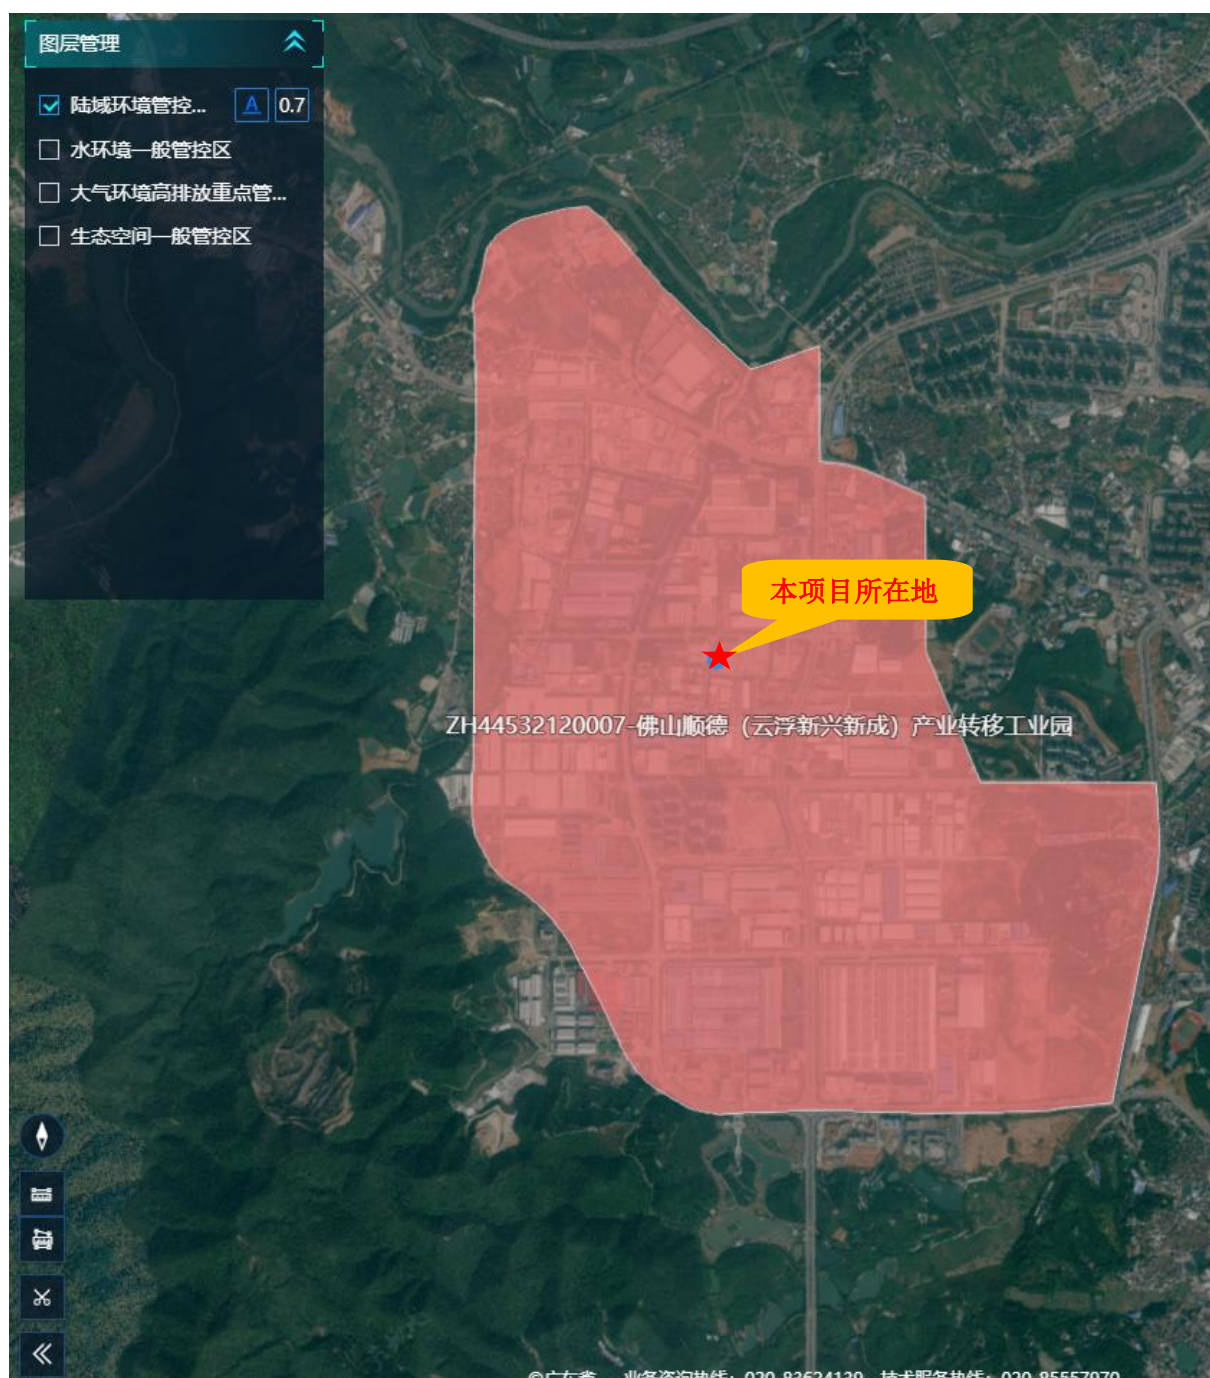 图层管理
陆域环境管控... A 0.7
水环境一般管控区
大气环境高排放重点管...
生态空间一般管控区
本项目所在地
ZH44532120007-佛山顺德（云浮新兴新成）产业转移工业园